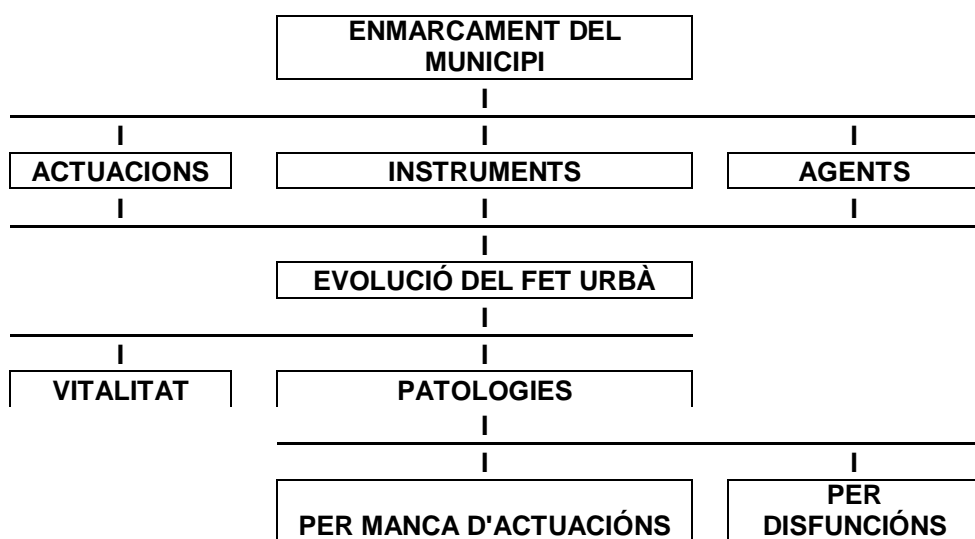 ENMARCAMENT DEL
MUNICIPI
ACTUACIONS
INSTRUMENTS
AGENTS
EVOLUCIÓ DEL FET URBÀ
VITALITAT
PATOLOGIES
PER MANCA D'ACTUACIÓNS
PER
DISFUNCIÓNS